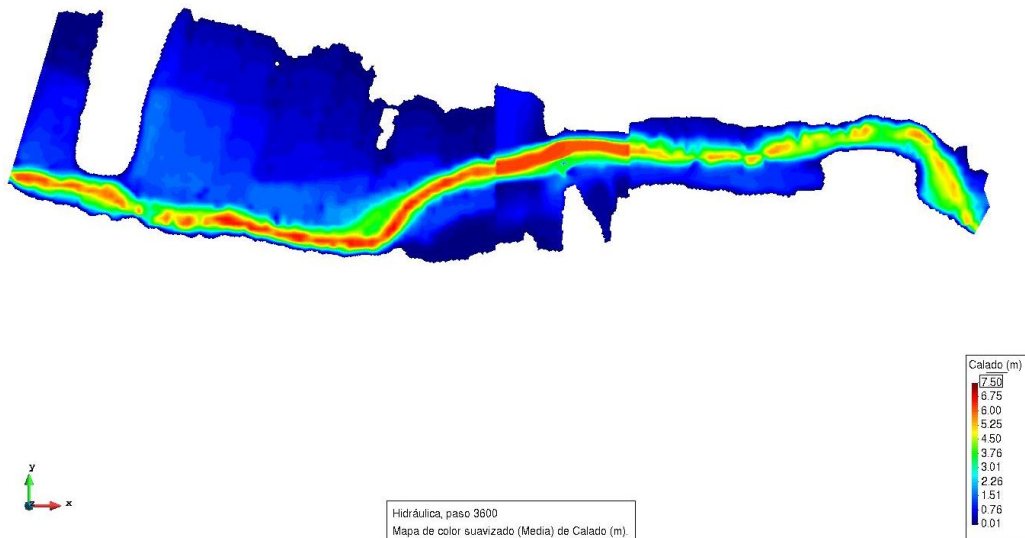 Calado (m)
7.50
6.75
6.00
5.25
4.50
3.76
3.01
2.26
1.51
0.76
0.01
y
x
Hidráulica, paso 3600
Mapa de color suavizado (Media) de Calado (m).